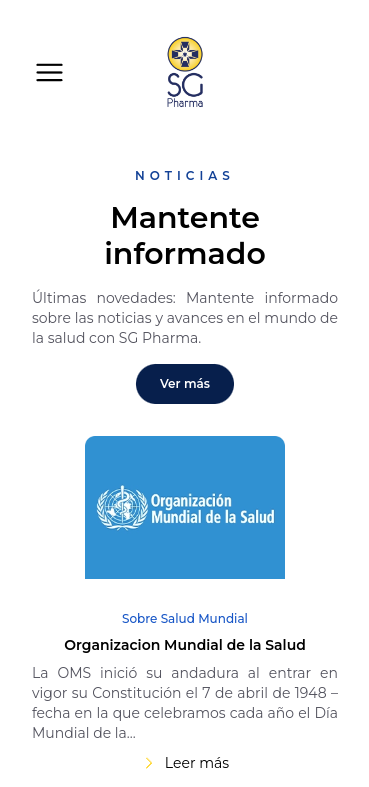 SG
Pharma
NOTICIAS
Mantente
informado
Últimas novedades: Mantente informado
sobre las noticias y avances en el mundo de
la salud con SG Pharma.
Ver más
Organización
Mundial de la Salud
Sobre Salud Mundial
Organizacion Mundial de la Salud
La OMS inició su andadura al entrar en
vigor su Constitución el 7 de abril de 1948 –
fecha en la que celebramos cada año el Día
Mundial de la...
Leer más